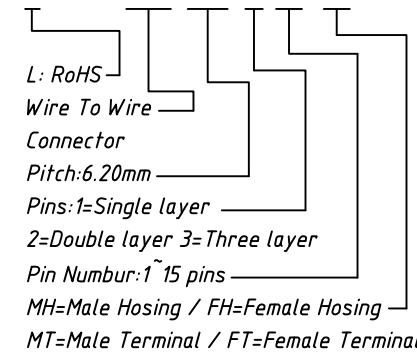 L: RoHS
Wire To Wire
Connector
Pitch:6.20mm
Pins:1=Single layer
2=Double layer 3=Three layer
Pin Numbur:1~15 pins
MH=Male Hosing / FH=Female Hosing
MT=Male Terminal / FT=Female Terminal